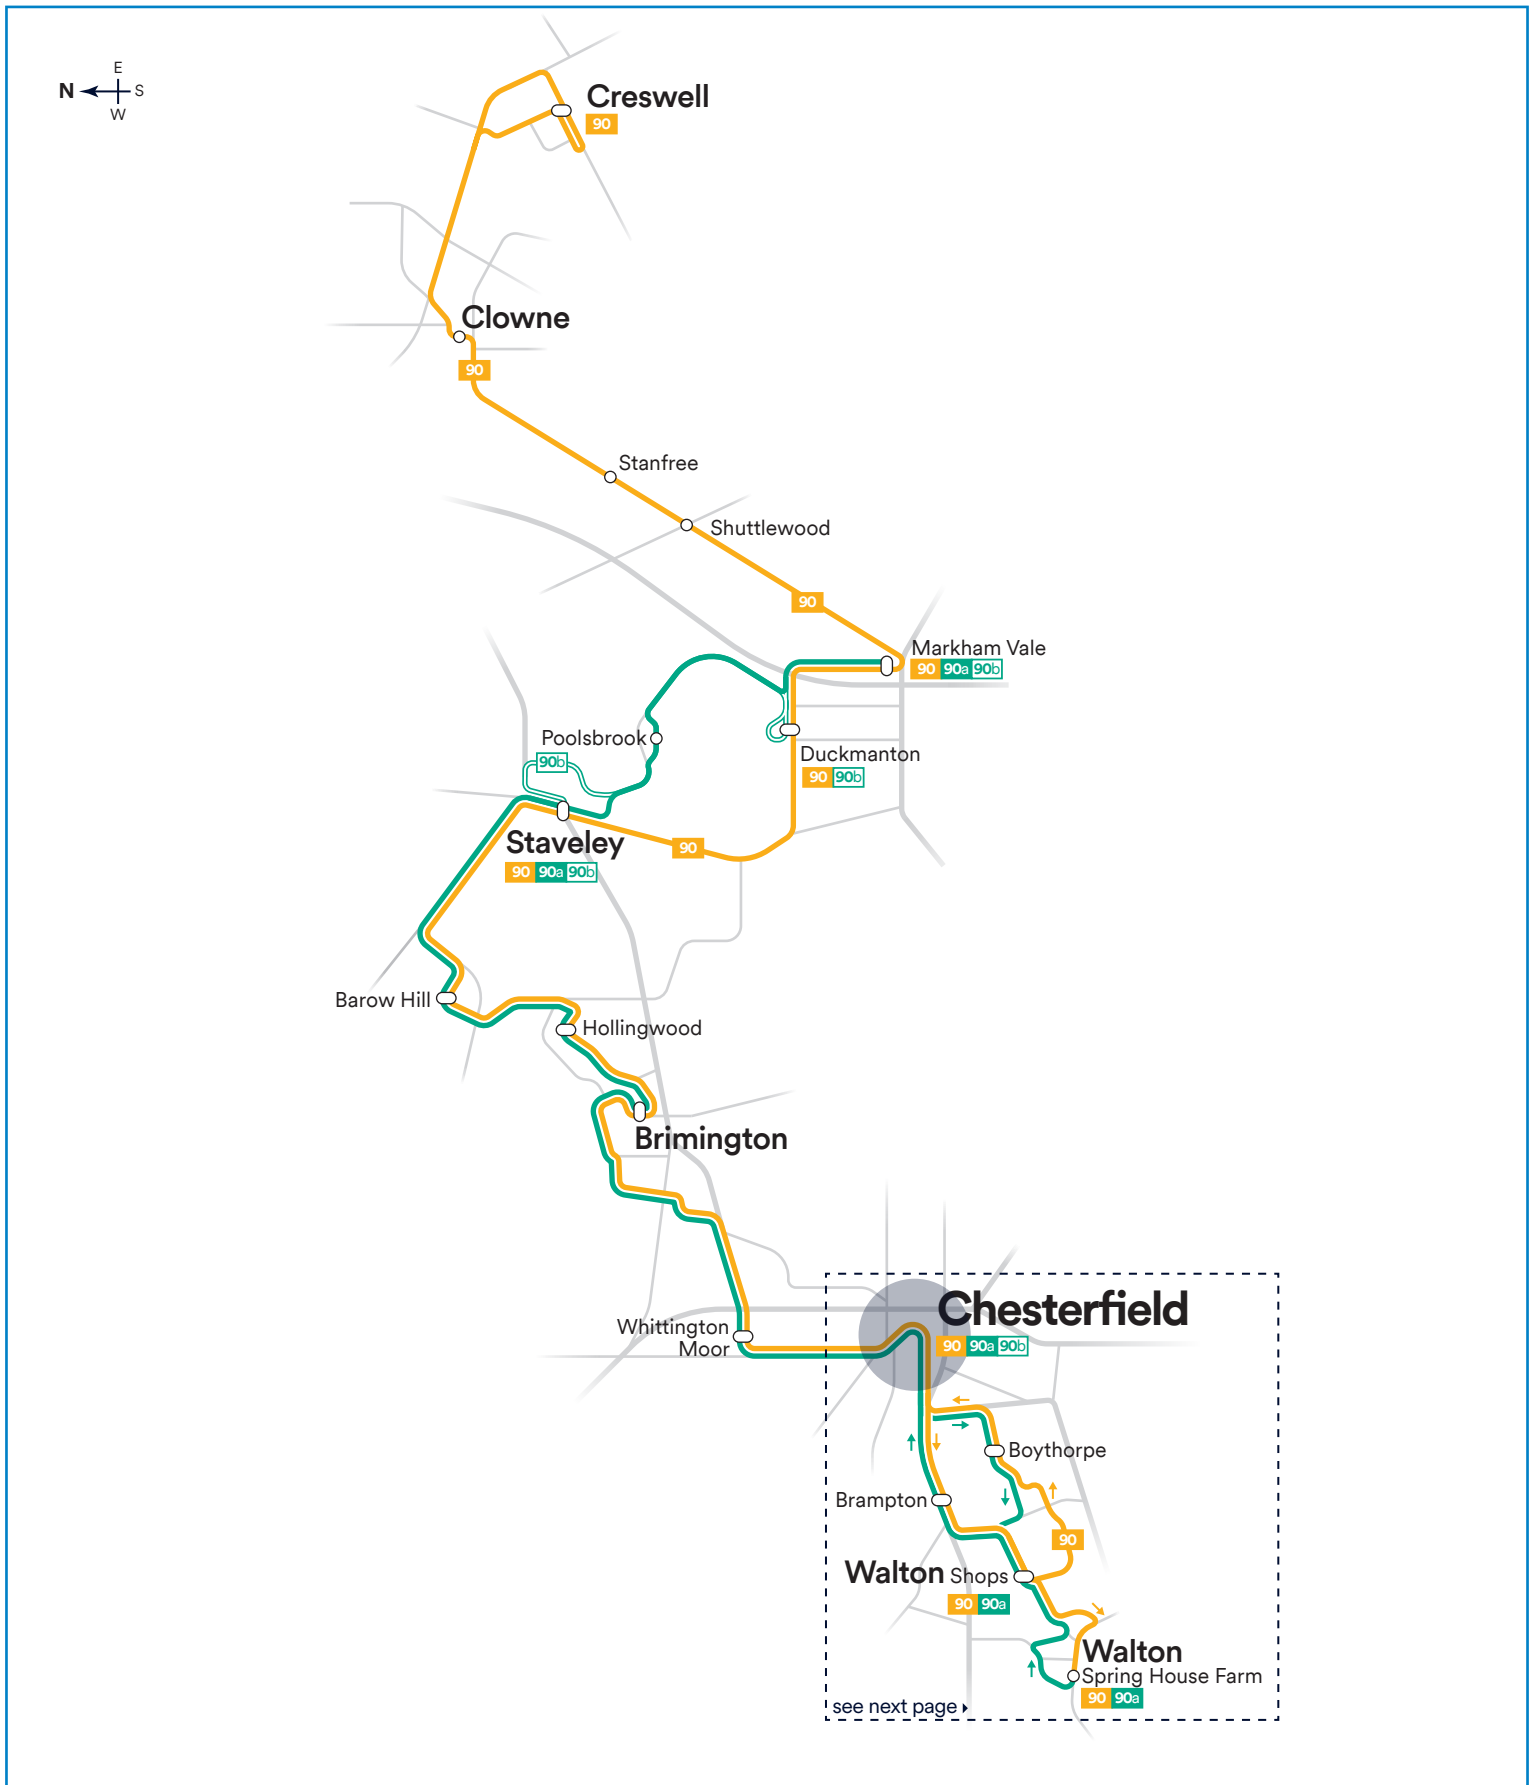 E
N
S
W
Creswell
90
Clowne
90
Stanfree
Shuttlewood
90
Markham Vale
90 90a 90b
Poolsbrook
90b
Duckmanton
90 90b
Staveley
90
90 90a 90b
Barow Hill
Hollingwood
Brimington
Chesterfield
Whittington
Moor
90 90a 90b
Boythorpe
Brampton
90
Walton Shops
90 90a
Walton
Spring House Farm
90 90a
see next page